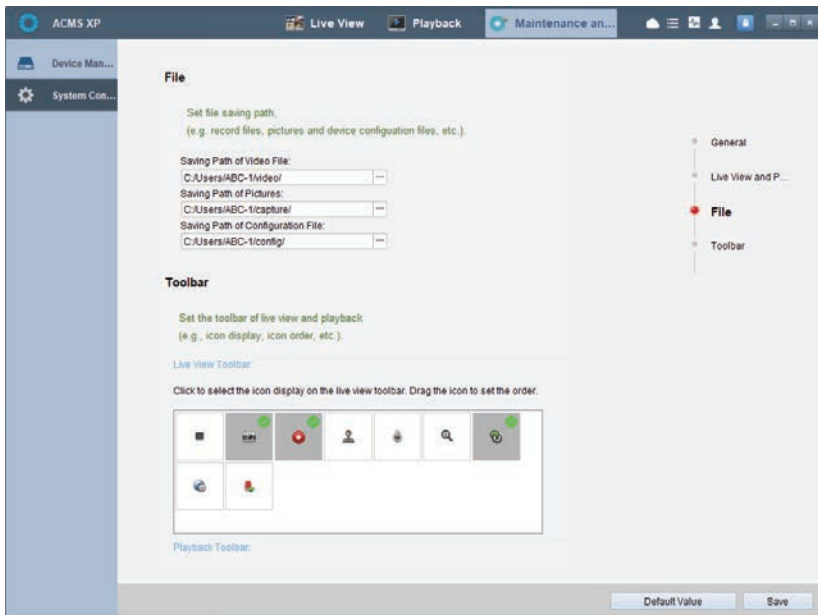 ACMS XP
Live View
Playback
Maintenance an...
Device Man...
System Con...
File
Set file saving path,
(e.g. record files, pictures and device configuation files, etc.).
Saving Path of Video File:
C:/Users/ABC-1/video/
Saving Path of Pictures:
C:/Users/ABC-1/capture/
Saving Path of Configuration File:
C:/Users/ABC-1/config/
General
Live View and P...
File
Toolbar
Toolbar
Set the toolbar of live view and playback
(e.g., icon display, icon order, etc.).
Live View Toolbar:
Click to select the icon display on the live view toolbar. Drag the icon to set the order.
Playback Toolbar:
Default Value
Save